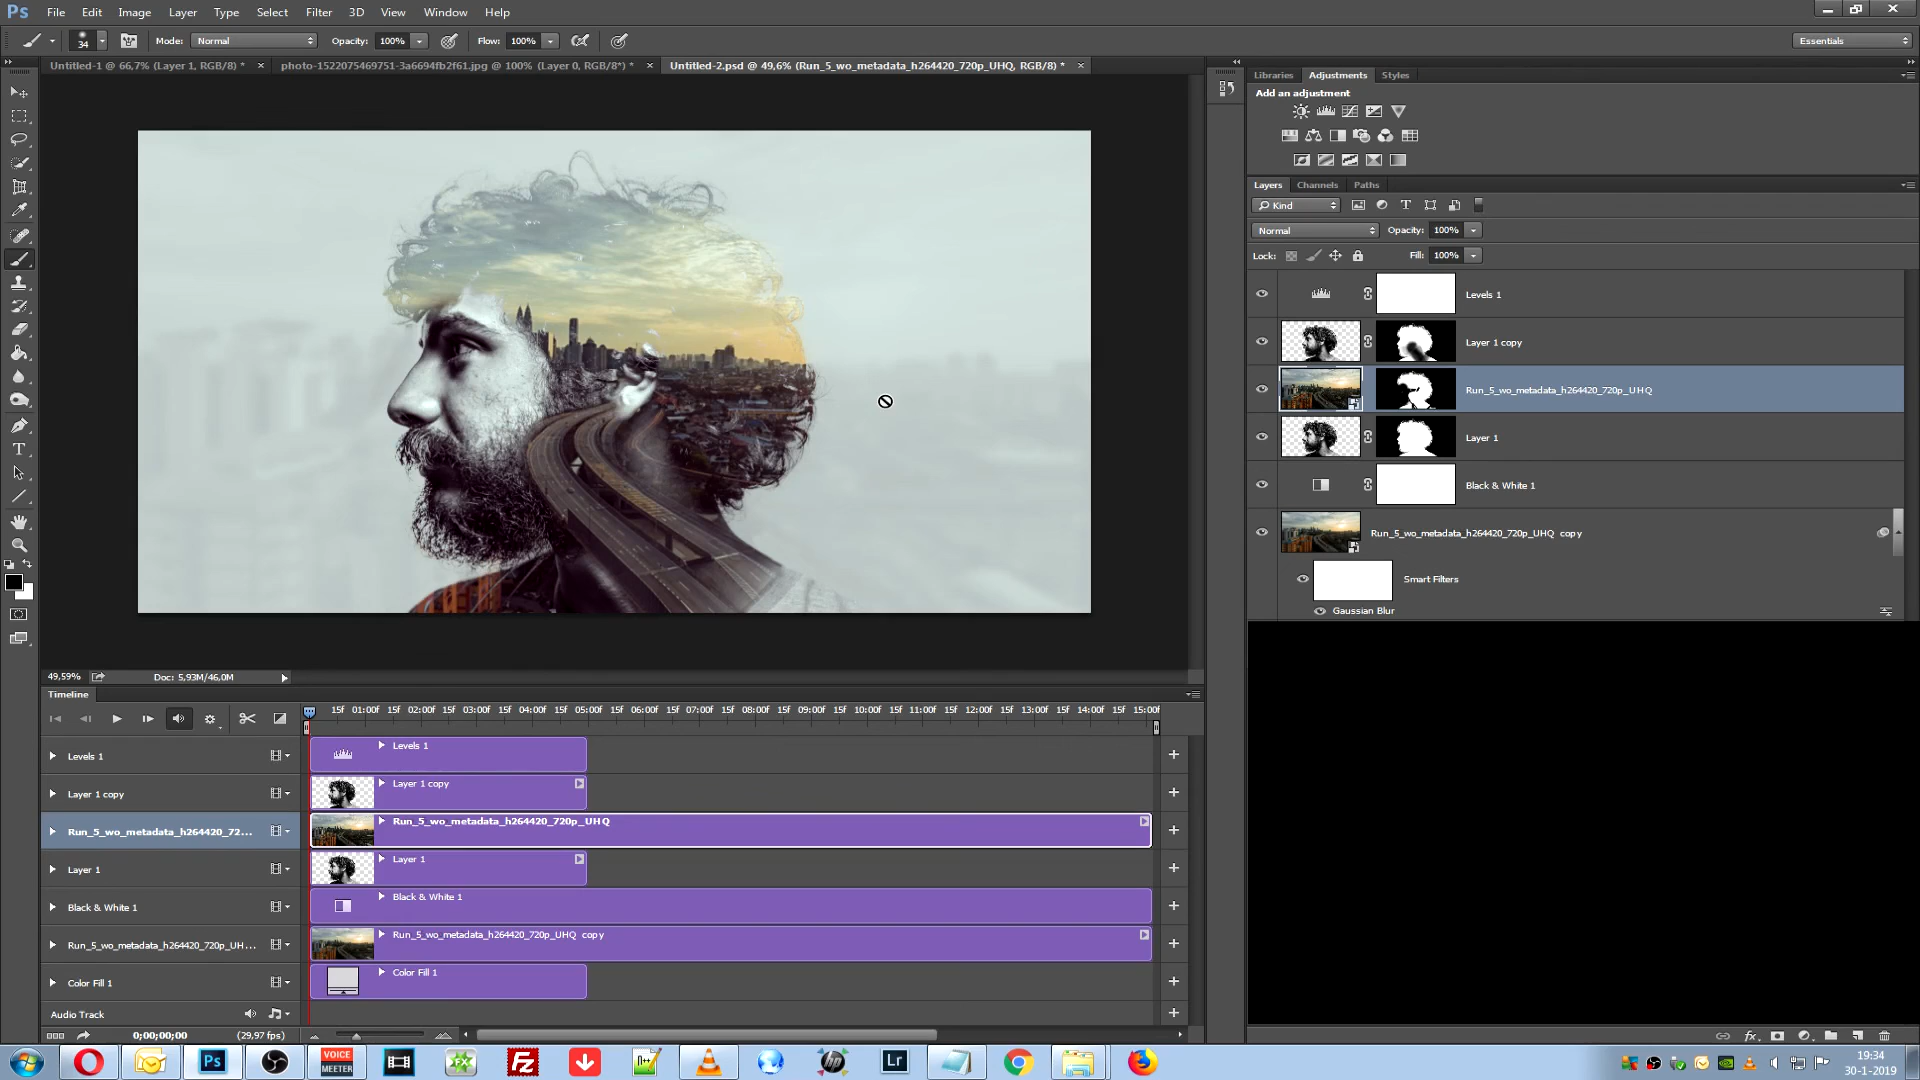 Ps File Edit Image Layer Type Select Filter 3D View Window Help
34 Mode: Normal Opacity: 100% Flow: 100% Essentials
Untitled-1 @ 66,7% (Layer 1, RGB/8) * × photo-1522075469751-3a6694fb2f61.jpg @ 100% (Layer 0, RGB/8*) * × Untitled-2.psd @ 49,6% (Run_5_wo_metadata_h264420_720p_UHQ, RGB/8) * ×
Libraries Adjustments Styles
Add an adjustment
Layers Channels Paths
Kind
Normal Opacity: 100%
Lock: Fill: 100%
Levels 1
Layer 1 copy
Run_5_wo_metadata_h264420_720p_UHQ
Layer 1
Black & White 1
Run_5_wo_metadata_h264420_720p_UHQ copy
Smart Filters
Gaussian Blur
49,59% Doc: 5,93M/46,0M
Timeline
15f 01:00f 15f 02:00f 15f 03:00f 15f 04:00f 15f 05:00f 15f 06:00f 15f 07:00f 15f 08:00f 15f 09:00f 15f 10:00f 15f 11:00f 15f 12:00f 15f 13:00f 15f 14:00f 15f 15:00f
Levels 1 Levels 1
Layer 1 copy Layer 1 copy
Run_5_wo_metadata_h264420_72... Run_5_wo_metadata_h264420_720p_UHQ
Layer 1 Layer 1
Black & White 1 Black & White 1
Run_5_wo_metadata_h264420_720p_UH... Run_5_wo_metadata_h264420_720p_UHQ copy
Color Fill 1 Color Fill 1
Audio Track
0;00;00;00 (29,97 fps)
fx
Ps VOICE MEETER FX Fz n++ hp Lr
19:34
30-1-2019